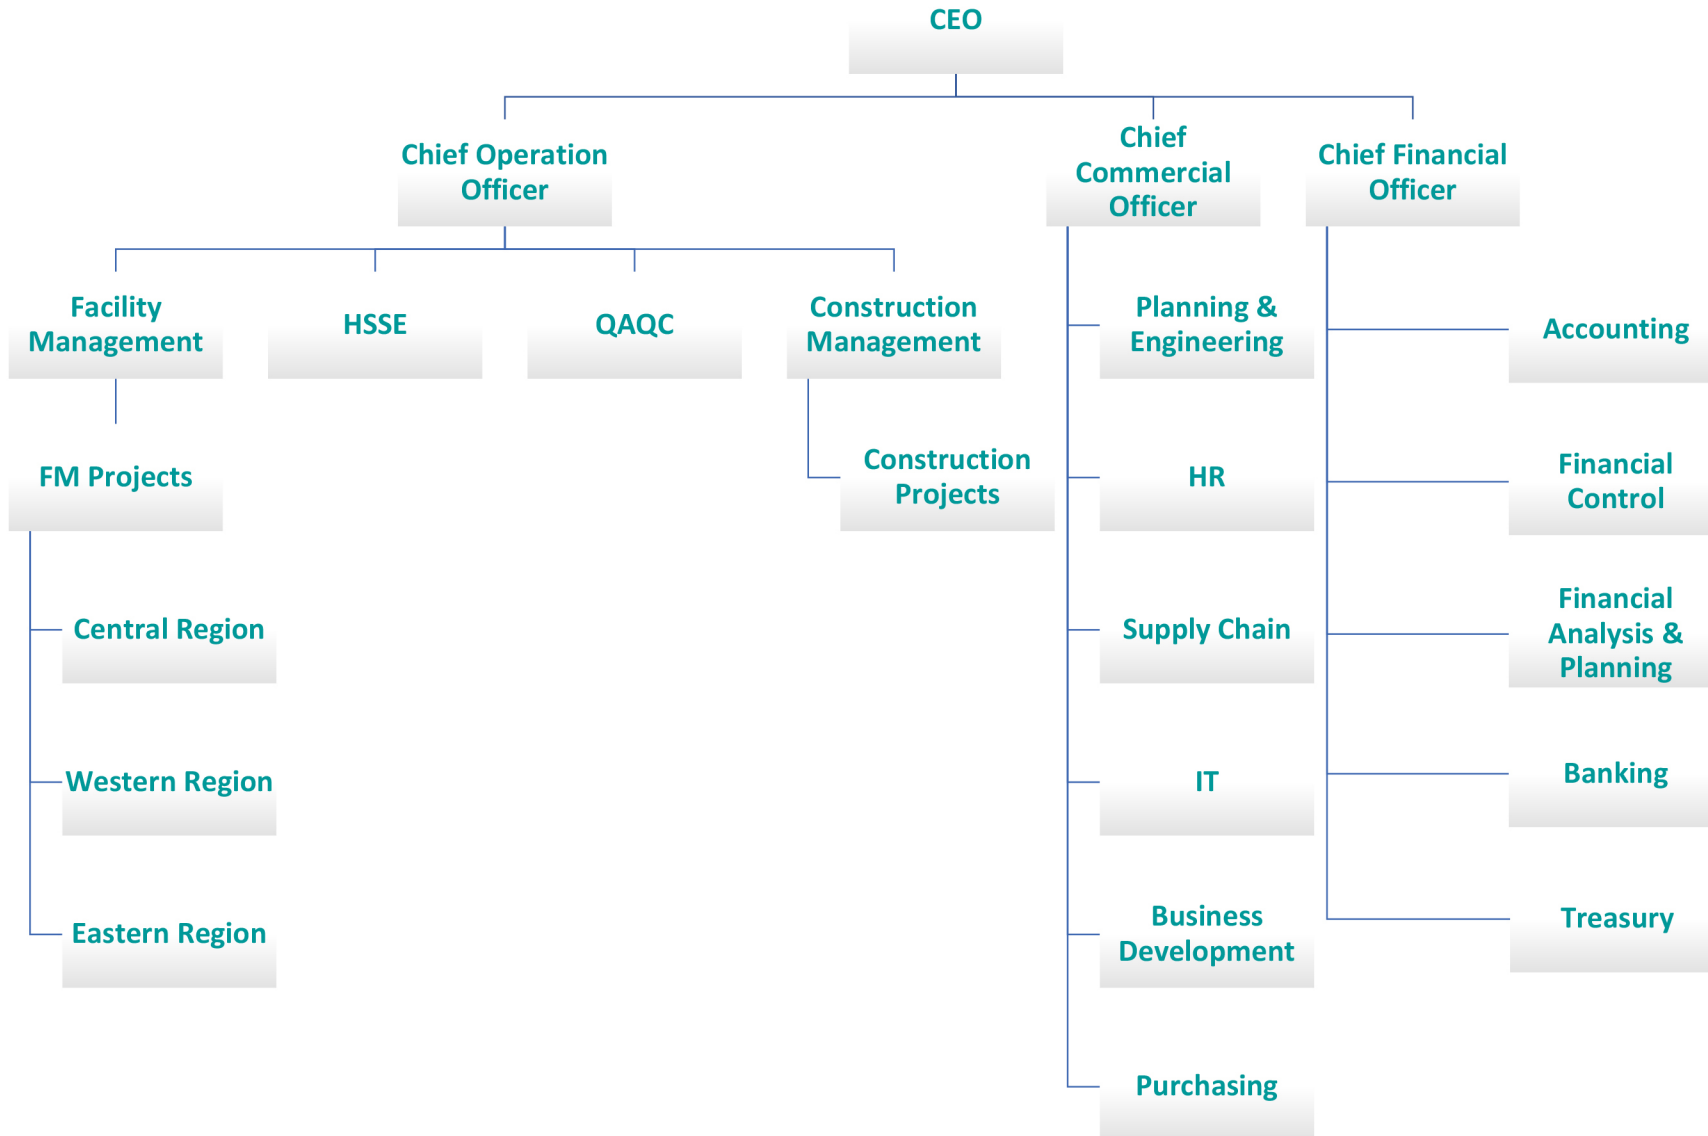 CEO
Chief Operation
Officer
Chief
Commercial
Officer
Chief Financial
Officer
Facility
Management
HSSE
QAQC
Construction
Management
Planning &
Engineering
Accounting
FM Projects
Construction
Projects
HR
Financial
Control
Central Region
Supply Chain
Financial
Analysis &
Planning
Western Region
IT
Banking
Eastern Region
Business
Development
Treasury
Purchasing